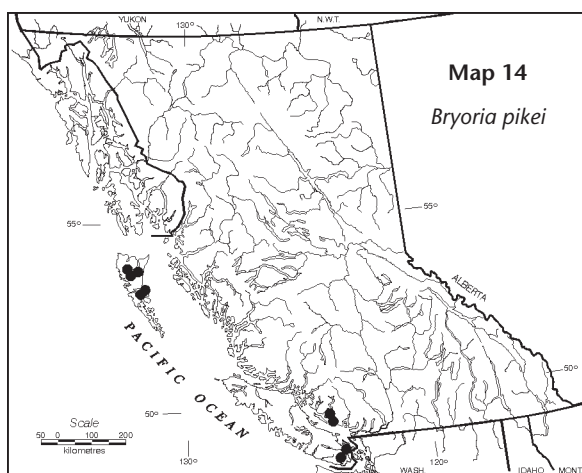 YUKON
130°
N.W.T.
Map 14
Bryoria pikei
55°
55°
ALBERTA
PACIFIC OCEAN
50°
50°
Scale
50 0 100 200
kilometres
130°
WASH.
120°
IDAHO
MONT